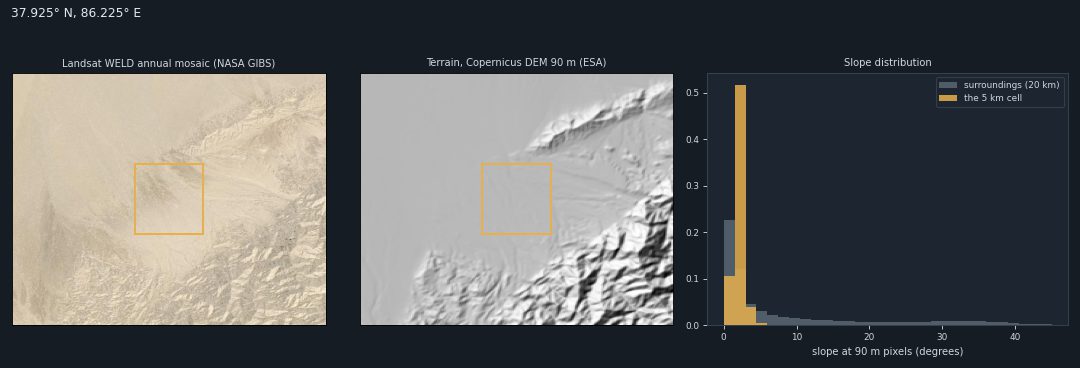 37.925° N, 86.225° E
Landsat WELD annual mosaic (NASA GIBS)
Terrain, Copernicus DEM 90 m (ESA)
Slope distribution
surroundings (20 km)
the 5 km cell
0.5
0.4
0.3
0.2
0.1
0.0
0 10 20 30 40
slope at 90 m pixels (degrees)